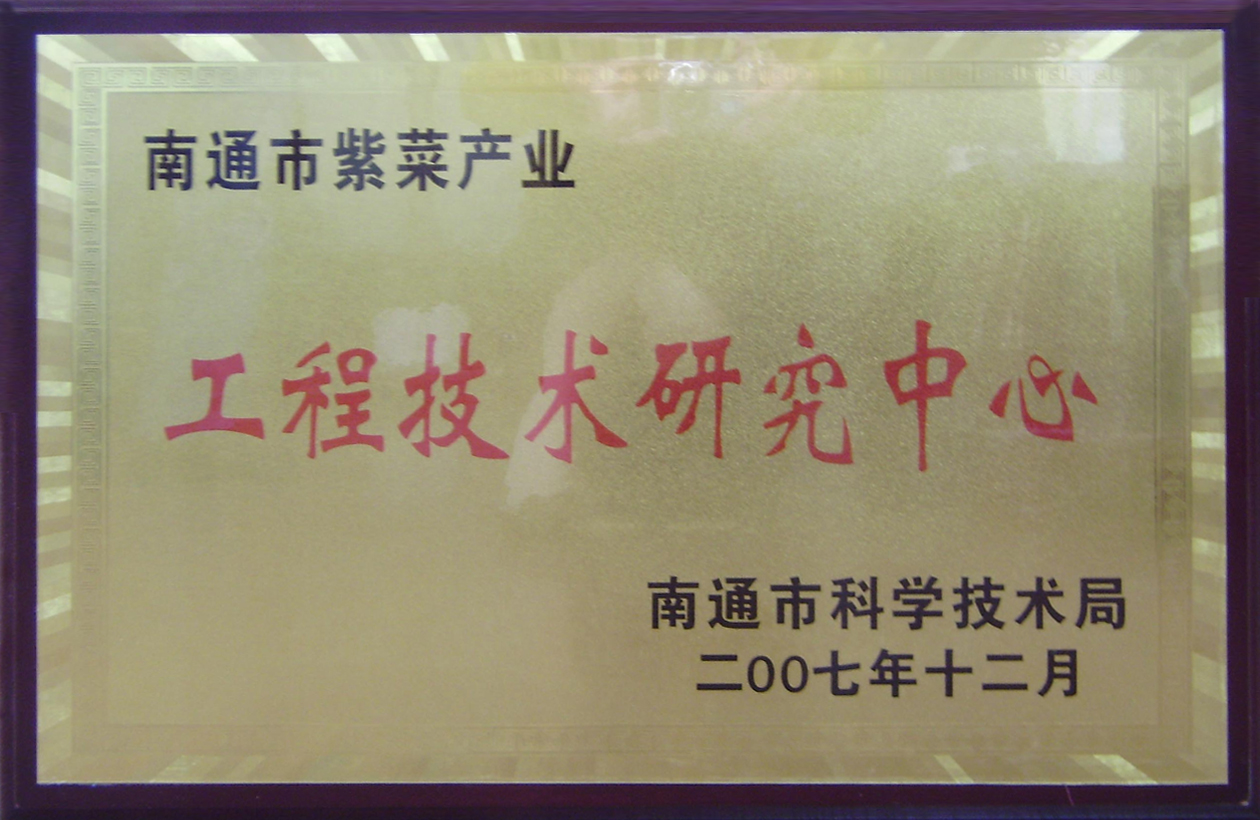 南通市紫菜产业
工程技术研究中心
南通市科学技术局
二00七年十二月